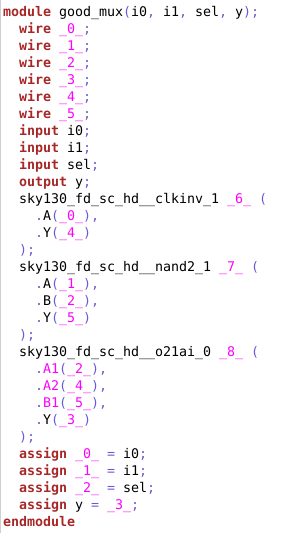 module good_mux(i0, i1, sel, y);
  wire _0_;
  wire _1_;
  wire _2_;
  wire _3_;
  wire _4_;
  wire _5_;
  input i0;
  input i1;
  input sel;
  output y;
  sky130_fd_sc_hd__clkinv_1 _6_ (
    .A(_0_),
    .Y(_4_)
  );
  sky130_fd_sc_hd__nand2_1 _7_ (
    .A(_1_),
    .B(_2_),
    .Y(_5_)
  );
  sky130_fd_sc_hd__o21ai_0 _8_ (
    .A1(_2_),
    .A2(_4_),
    .B1(_5_),
    .Y(_3_)
  );
  assign _0_ = i0;
  assign _1_ = i1;
  assign _2_ = sel;
  assign y = _3_;
endmodule